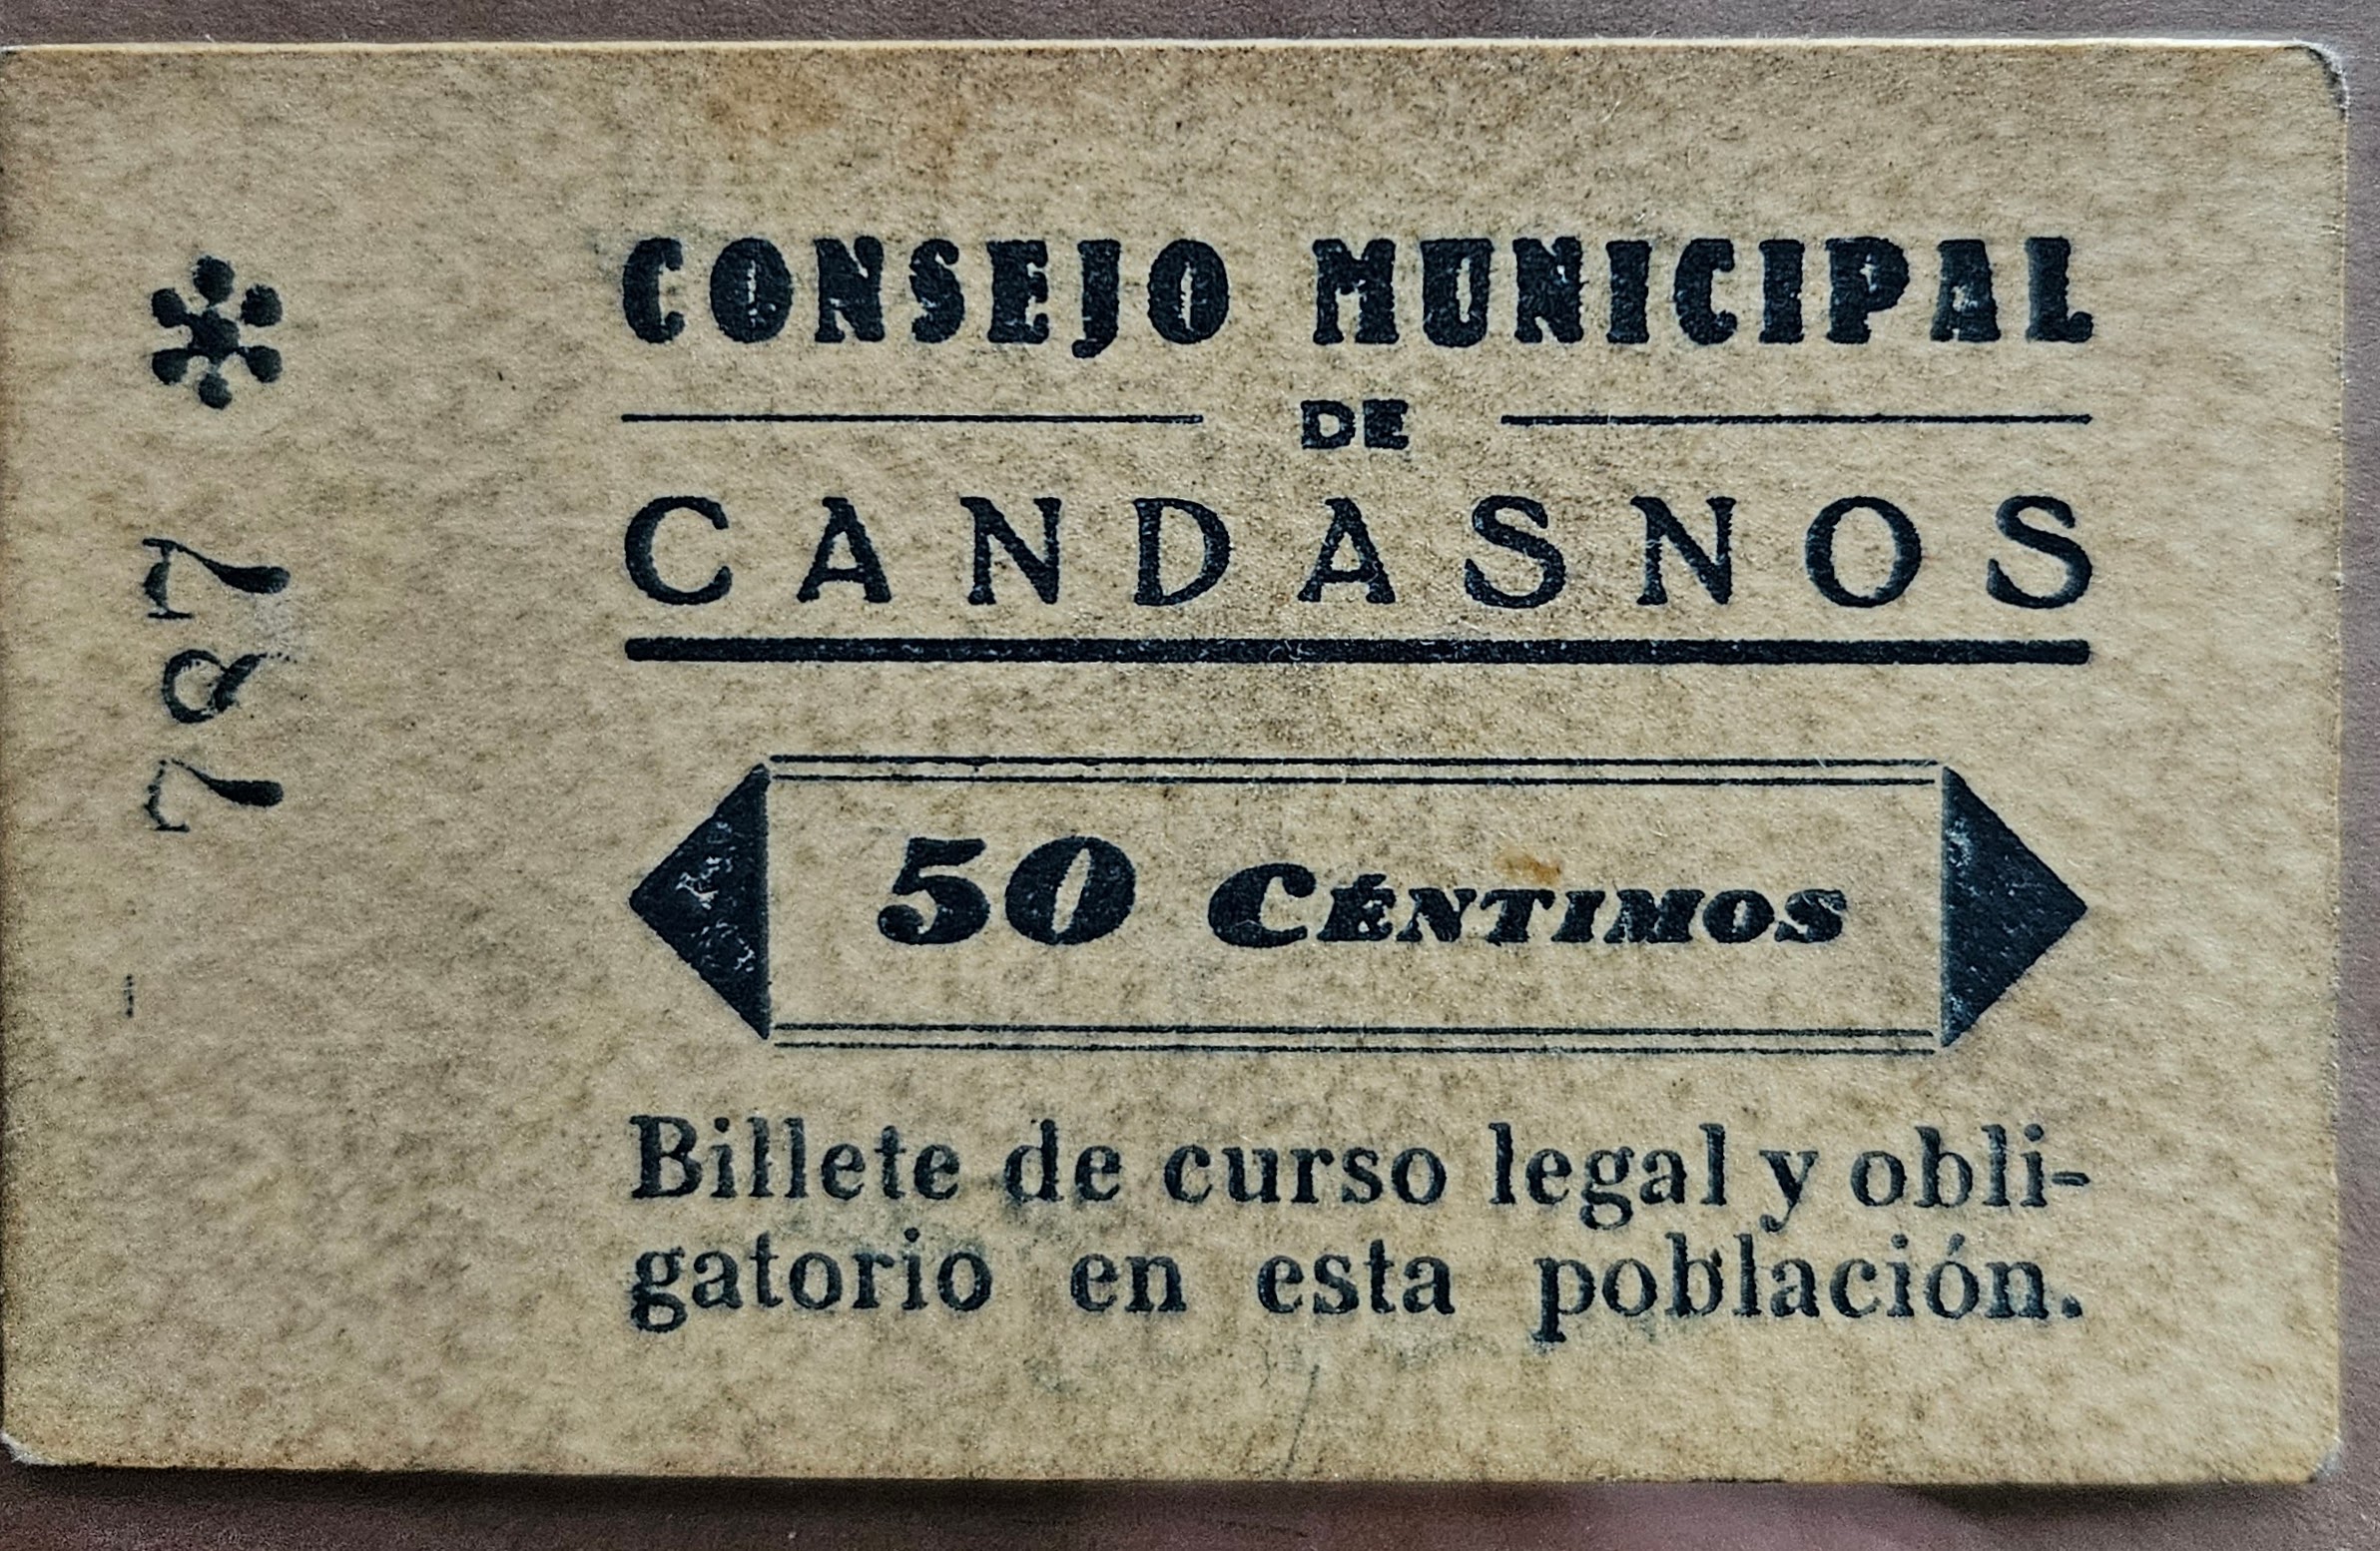 CONSEJO MUNICIPAL
DE
CANDASNOS
50 CÉNTIMOS
Billete de curso legal y obli-
gatorio en esta población.
787 *